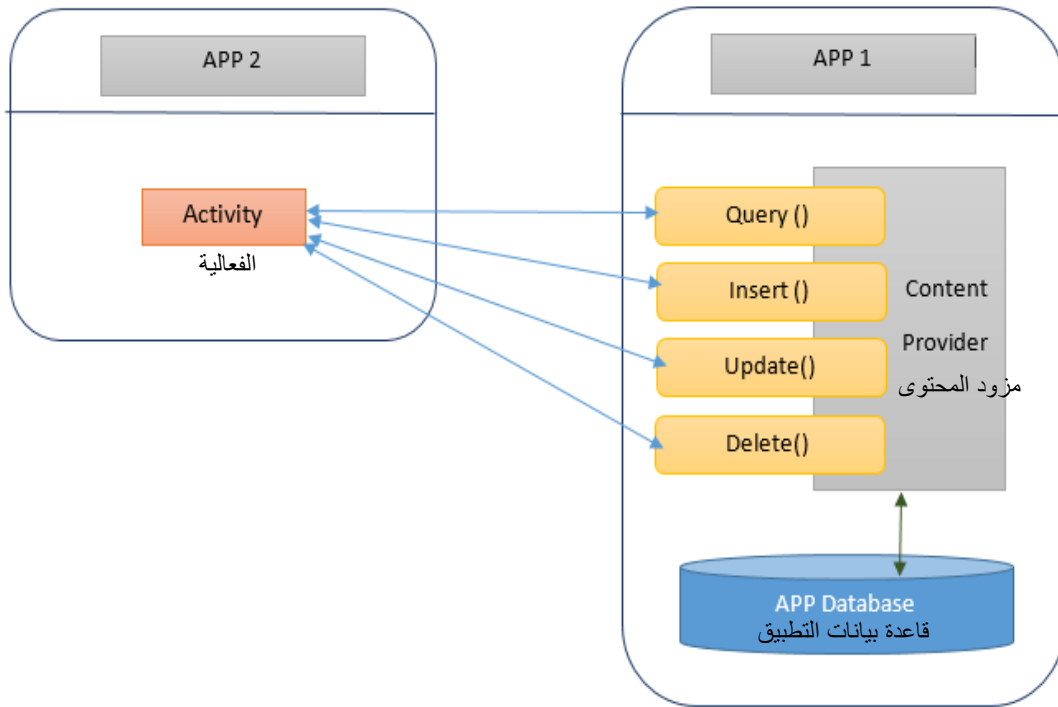 APP 2
Activity
الفعالية
APP 1
Query ()
Insert ()
Update()
Delete()
Content
Provider
مزود المحتوى
APP Database
قاعدة بيانات التطبيق